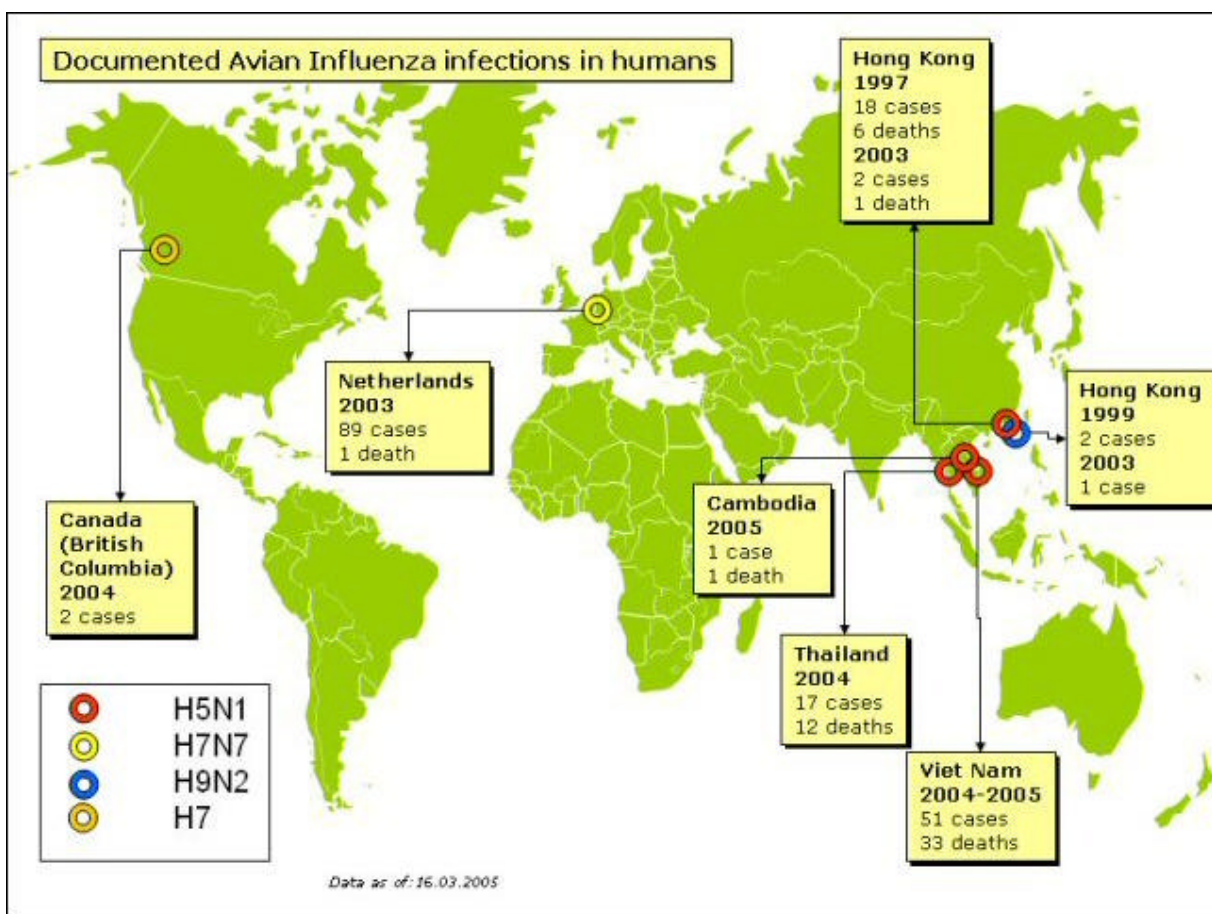 Documented Avian Influenza infections in humans
Hong Kong
1997
18 cases
6 deaths
2003
2 cases
1 death
Netherlands
2003
89 cases
1 death
Hong Kong
1999
2 cases
2003
1 case
Cambodia
2005
1 case
1 death
Canada
(British
Columbia)
2004
2 cases
Thailand
2004
17 cases
12 deaths
Viet Nam
2004-2005
51 cases
33 deaths
H5N1
H7N7
H9N2
H7
Data as of:16.03.2005